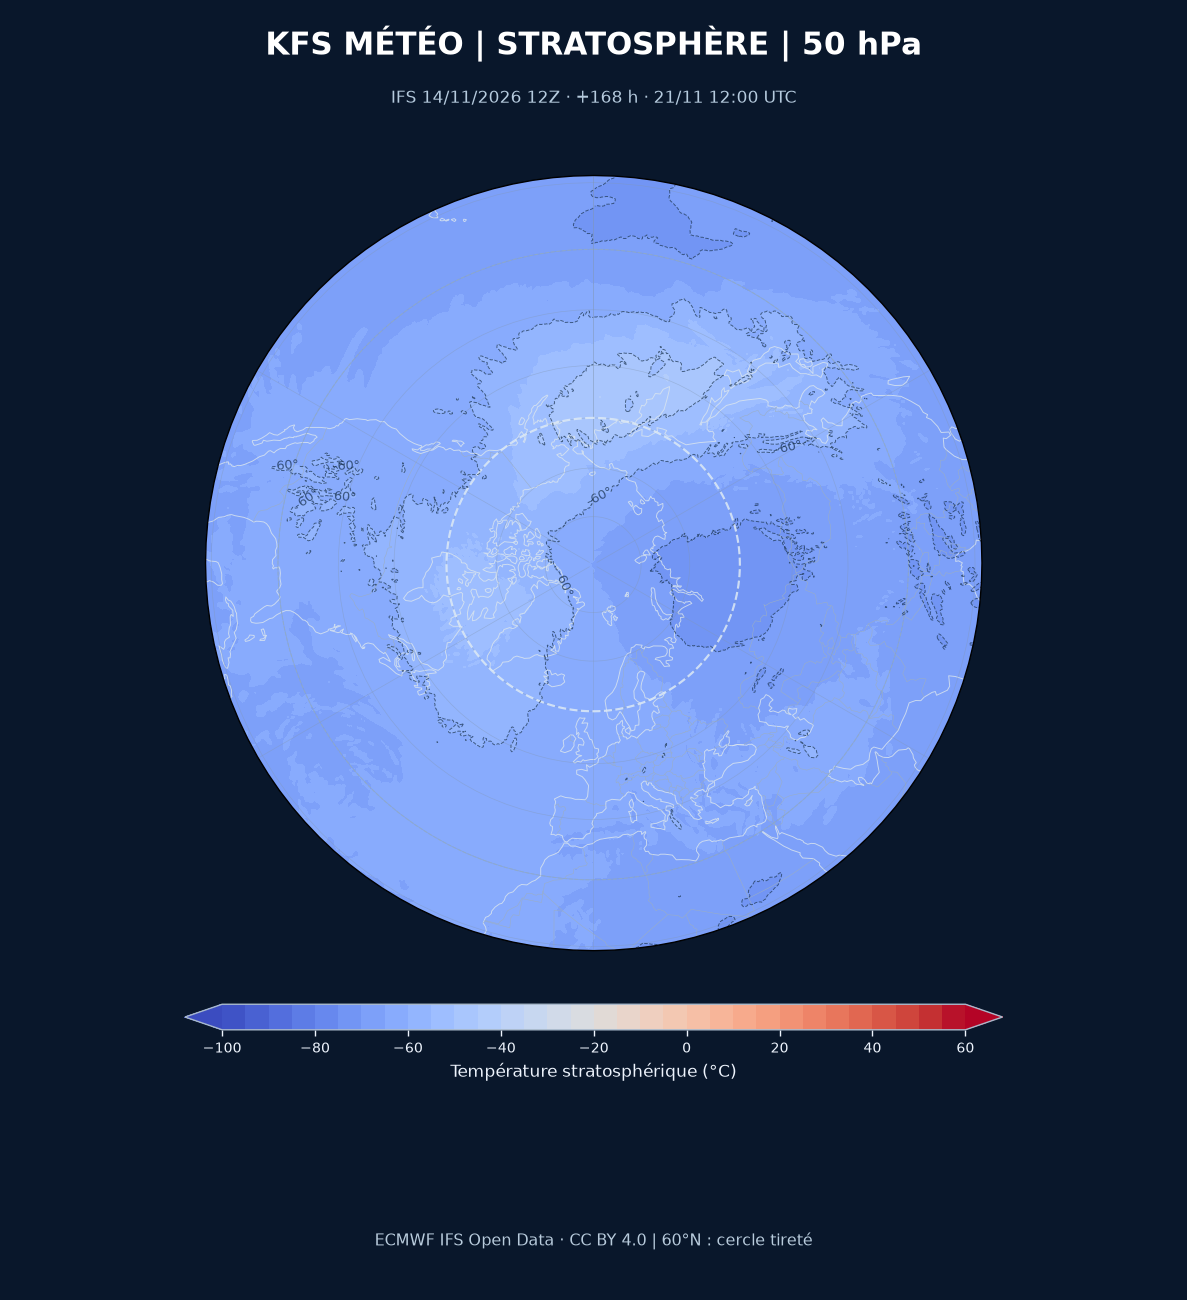 KFS MÉTÉO | STRATOSPHÈRE | 50 hPa
IFS 14/11/2026 12Z · +168 h · 21/11 12:00 UTC
-60°
-60°
-60°
-60°
-60°
-60°
-60°
−100 −80 −60 −40 −20 0 20 40 60
Température stratosphérique (°C)
ECMWF IFS Open Data · CC BY 4.0 | 60°N : cercle tireté